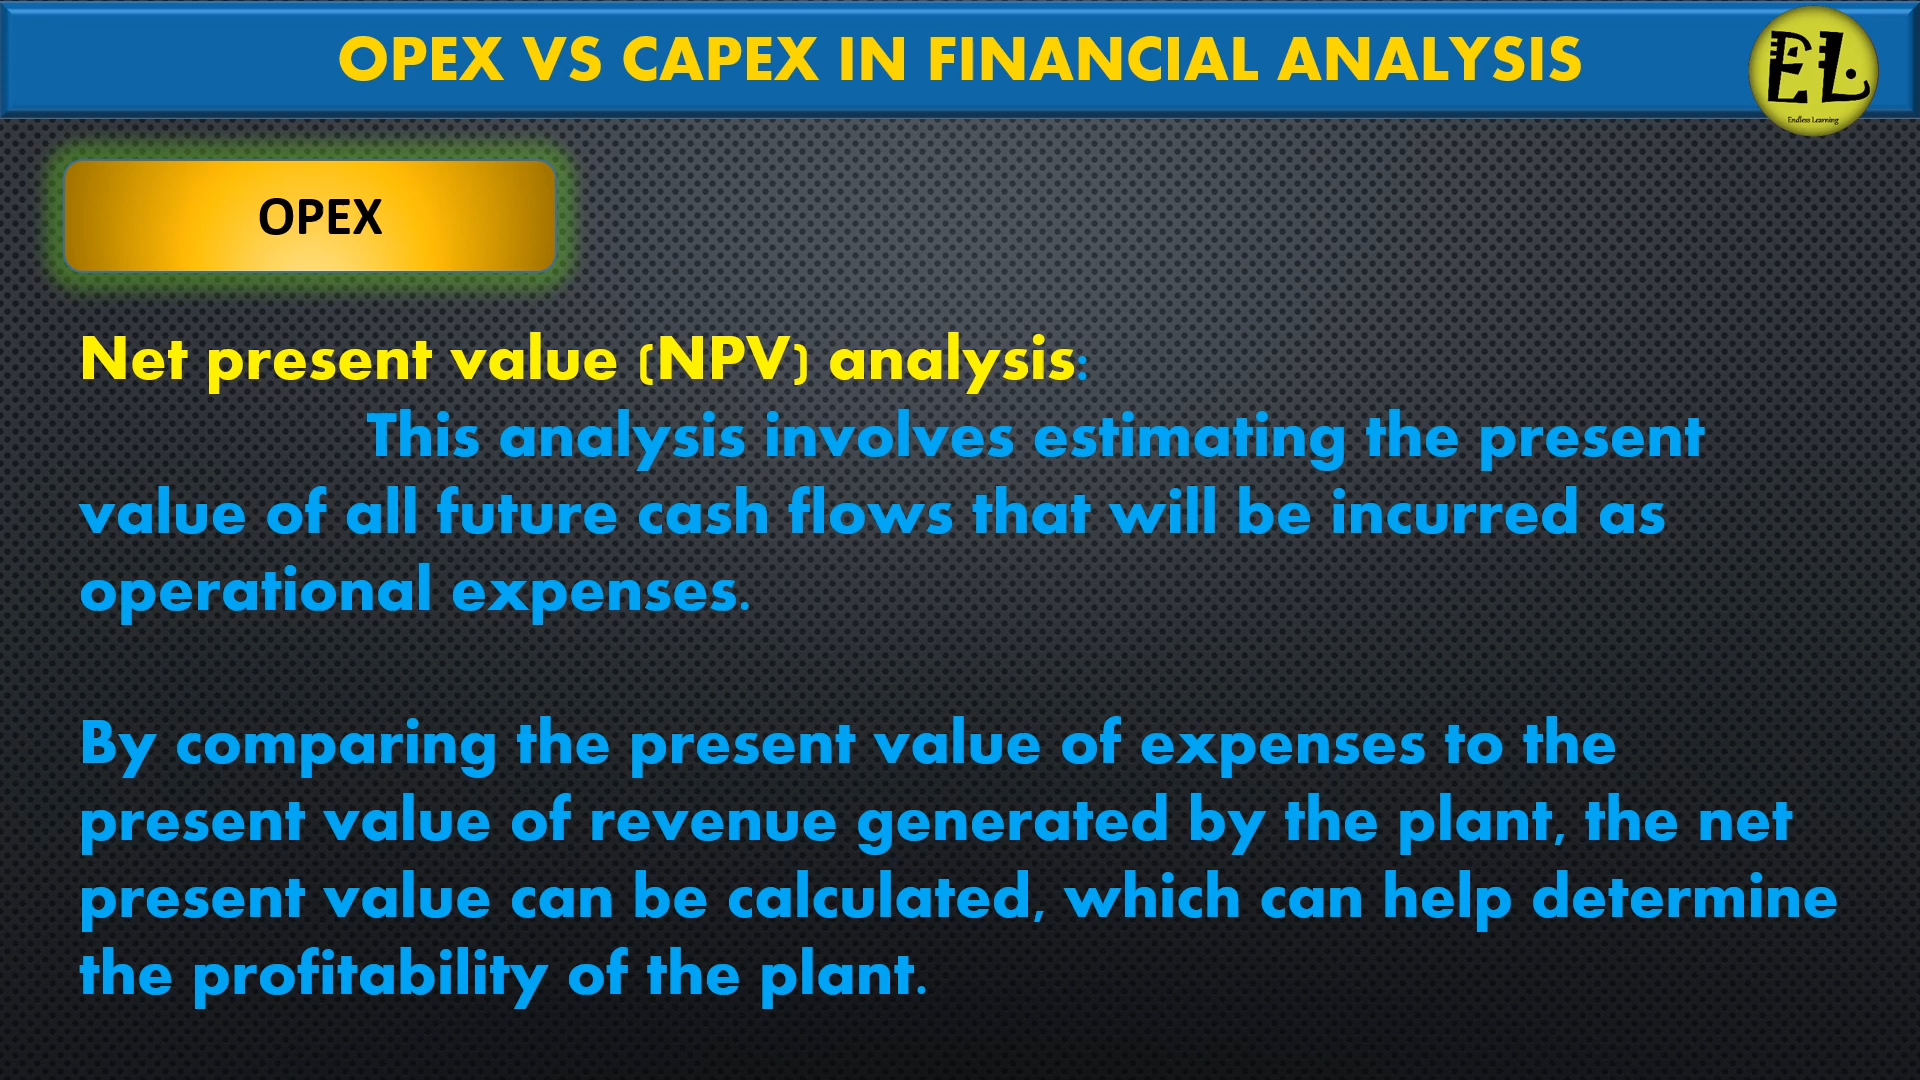 OPEX VS CAPEX IN FINANCIAL ANALYSIS
EL
Endless Learning
OPEX
Net present value (NPV) analysis:
This analysis involves estimating the present
value of all future cash flows that will be incurred as
operational expenses.
By comparing the present value of expenses to the
present value of revenue generated by the plant, the net
present value can be calculated, which can help determine
the profitability of the plant.